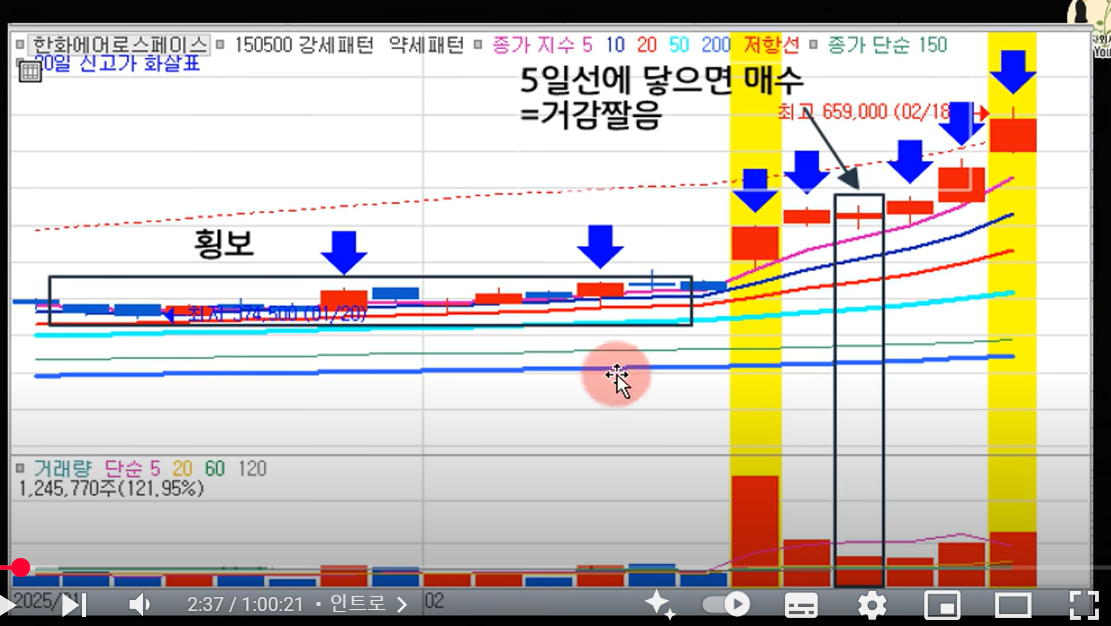 한화에어로스페이스 150500 강세패턴 약세패턴 종가 지수 5 10 20 50 200 저항선 종가 단순 150
20일 신고가 화살표
5일선에 닿으면 매수
=거감짤음
최고 659,000 (02/18
횡보
최저 374,500 (01/20)
거래량 단순 5 20 60 120
1,245,770주(121.95%)
2025/01 02
2:37 / 1:00:21 • 인트로
You